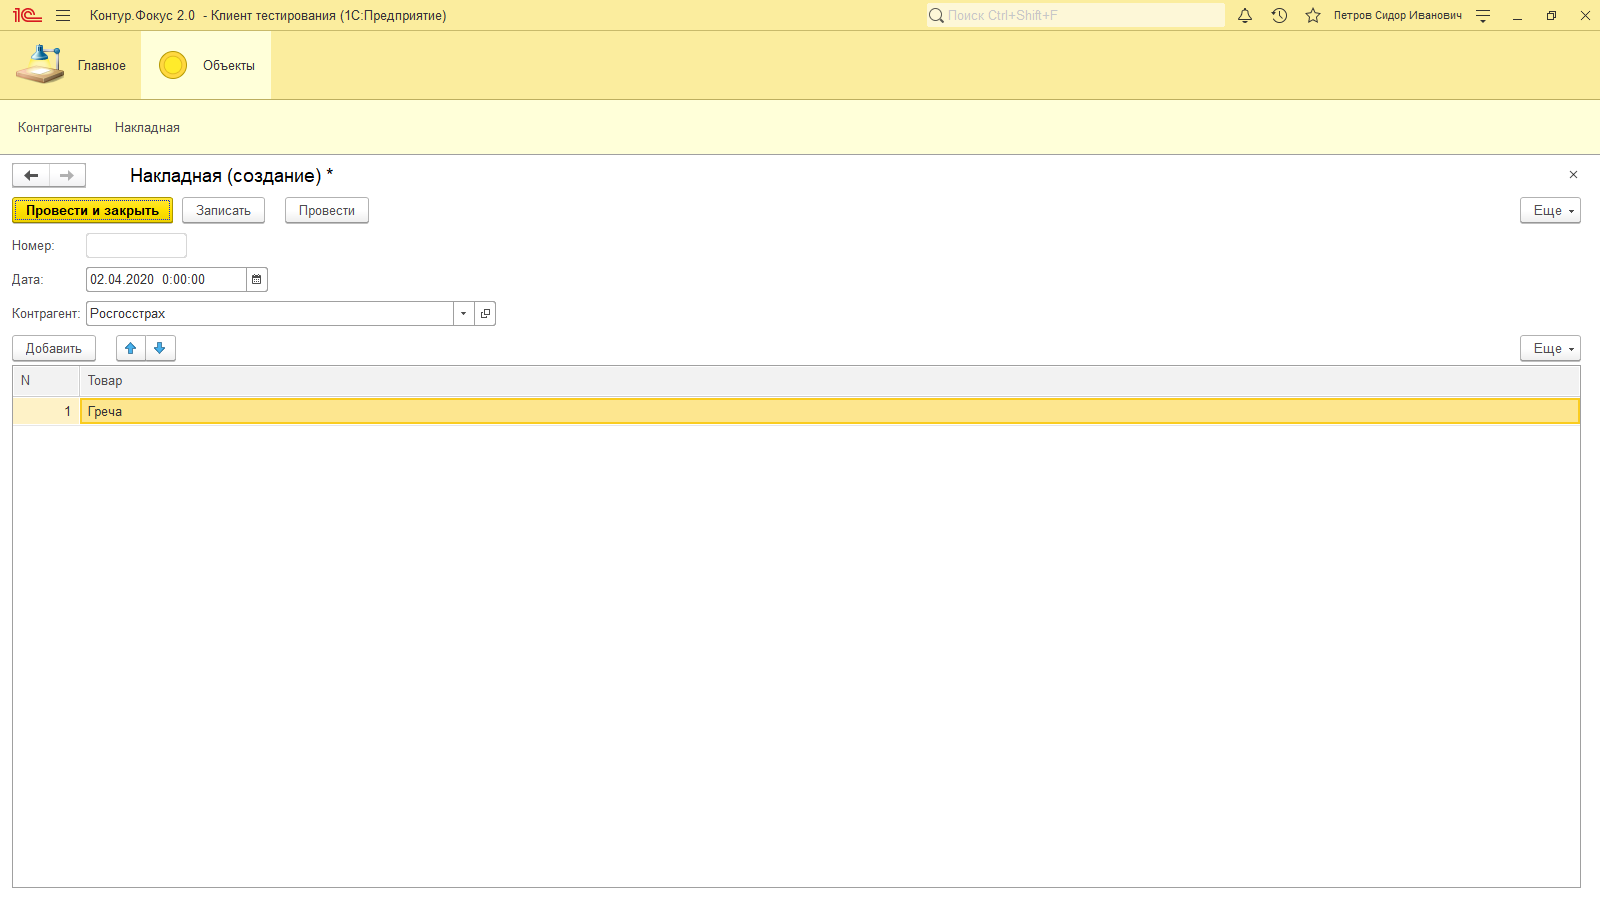 1С Контур.Фокус 2.0 - Клиент тестирования (1С:Предприятие) Поиск Ctrl+Shift+F Петров Сидор Иванович
Главное Объекты
Контрагенты Накладная
Накладная (создание) *
Провести и закрыть Записать Провести Еще
Номер:
Дата: 02.04.2020 0:00:00
Контрагент: Росгосстрах
Добавить Еще
N Товар
1 Греча